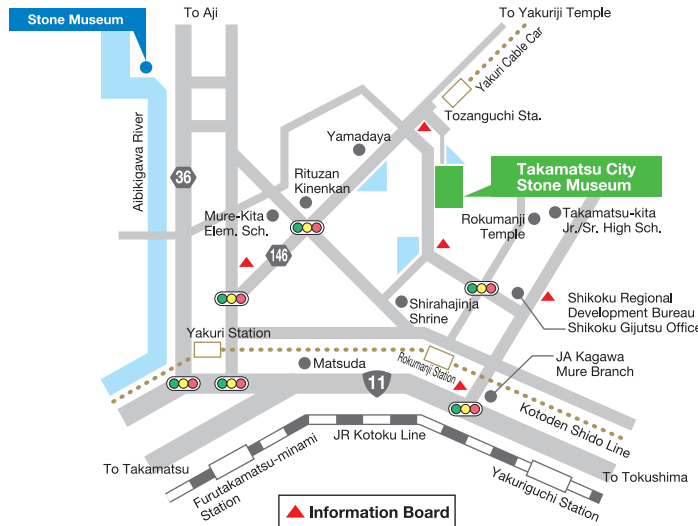 To Aji
To Yakuriji Temple
Stone Museum
Yakuri Cable Car
Tozanguchi Sta.
Aibikigawa River
Yamadaya
Takamatsu City
Stone Museum
36
Rituzan
Kinenkan
Mure-Kita
Elem. Sch.
Rokumanji
Temple
Takamatsu-kita
Jr./Sr. High Sch.
146
Shirahajinja
Shrine
Shikoku Regional
Development Bureau
Shikoku Gijutsu Office
Yakuri Station
Matsuda
Rokumanji Station
JA Kagawa
Mure Branch
11
Kotoden Shido Line
JR Kotoku Line
To Takamatsu
Furutakamatsu-minami
Station
Yakuriguchi Station
To Tokushima
Information Board